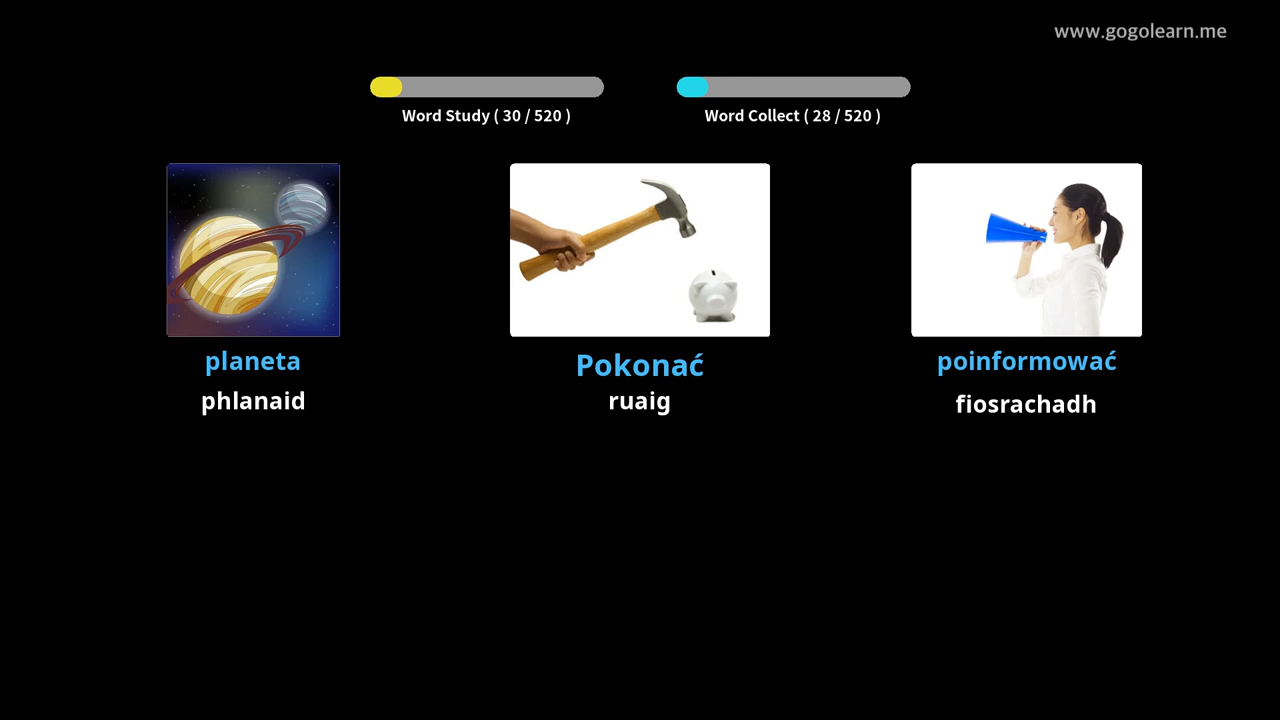 www.gogolearn.me
Word Study ( 30 / 520 )
Word Collect ( 28 / 520 )
planeta
phlanaid
Pokonać
ruaig
poinformować
fiosrachadh